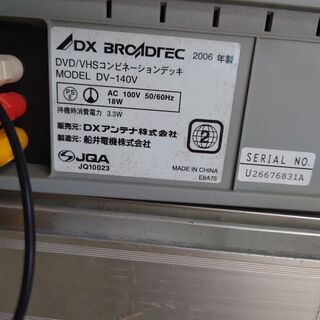 DX BROADTEC 2006 年製
DVD/VHSコンビネーションデッキ
MODEL DV-140V
PS E
AC 100V 50/60Hz
18W
待機時消費電力 3.3W
販売元: DXアンテナ株式会社
製造元: 船井電機株式会社
2
JQA
JQ10023
MADE IN CHINA
E8A75
SERIAL NO.
U26676831A